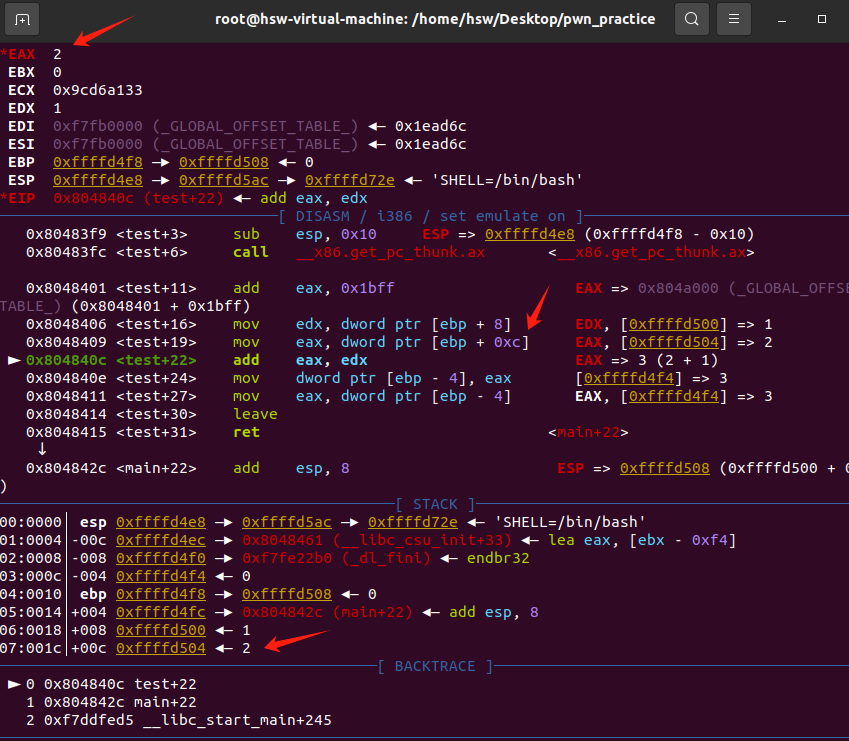 root@hsw-virtual-machine: /home/hsw/Desktop/pwn_practice
*EAX 2
EBX 0
ECX 0x9cd6a133
EDX 1
EDI 0xf7fb0000 (_GLOBAL_OFFSET_TABLE_) ◂— 0x1ead6c
ESI 0xf7fb0000 (_GLOBAL_OFFSET_TABLE_) ◂— 0x1ead6c
EBP 0xffffd4f8 —▸ 0xffffd508 ◂— 0
ESP 0xffffd4e8 —▸ 0xffffd5ac —▸ 0xffffd72e ◂— 'SHELL=/bin/bash'
*EIP 0x804840c (test+22) ◂— add eax, edx
[ DISASM / i386 / set emulate on ]
0x80483f9 <test+3> sub esp, 0x10 ESP => 0xffffd4e8 (0xffffd4f8 - 0x10)
0x80483fc <test+6> call __x86.get_pc_thunk.ax <__x86.get_pc_thunk.ax>
0x8048401 <test+11> add eax, 0x1bff EAX => 0x804a000 (_GLOBAL_OFFSE
TABLE_) (0x8048401 + 0x1bff)
0x8048406 <test+16> mov edx, dword ptr [ebp + 8] EDX, [0xffffd500] => 1
0x8048409 <test+19> mov eax, dword ptr [ebp + 0xc] EAX, [0xffffd504] => 2
► 0x804840c <test+22> add eax, edx EAX => 3 (2 + 1)
0x804840e <test+24> mov dword ptr [ebp - 4], eax [0xffffd4f4] => 3
0x8048411 <test+27> mov eax, dword ptr [ebp - 4] EAX, [0xffffd4f4] => 3
0x8048414 <test+30> leave
0x8048415 <test+31> ret <main+22>
↓
0x804842c <main+22> add esp, 8 ESP => 0xffffd508 (0xffffd500 + 0
)
[ STACK ]
00:0000│ esp 0xffffd4e8 —▸ 0xffffd5ac —▸ 0xffffd72e ◂— 'SHELL=/bin/bash'
01:0004│ -00c 0xffffd4ec —▸ 0x8048461 (__libc_csu_init+33) ◂— lea eax, [ebx - 0xf4]
02:0008│ -008 0xffffd4f0 —▸ 0xf7fe22b0 (_dl_fini) ◂— endbr32
03:000c│ -004 0xffffd4f4 ◂— 0
04:0010│ ebp 0xffffd4f8 —▸ 0xffffd508 ◂— 0
05:0014│ +004 0xffffd4fc —▸ 0x804842c (main+22) ◂— add esp, 8
06:0018│ +008 0xffffd500 ◂— 1
07:001c│ +00c 0xffffd504 ◂— 2
[ BACKTRACE ]
► 0 0x804840c test+22
1 0x804842c main+22
2 0xf7ddfed5 __libc_start_main+245